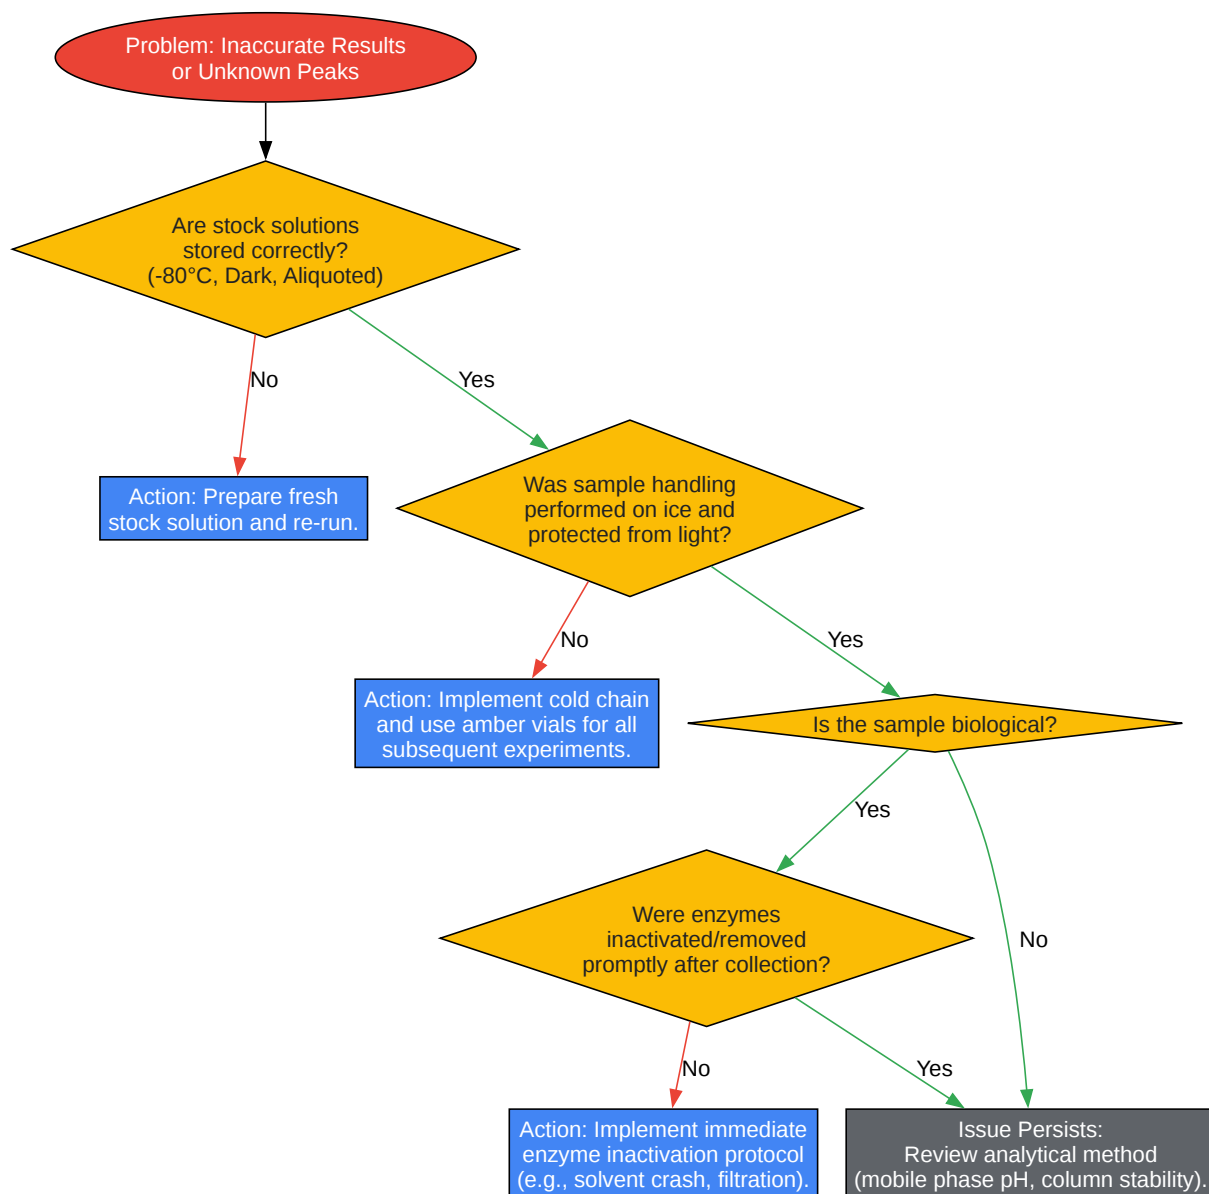 Problem: Inaccurate Results
or Unknown Peaks
Are stock solutions
stored correctly?
(-80°C, Dark, Aliquoted)
No
Yes
Action: Prepare fresh
stock solution and re-run.
Was sample handling
performed on ice and
protected from light?
No
Yes
Action: Implement cold chain
and use amber vials for all
subsequent experiments.
Is the sample biological?
Yes
No
Were enzymes
inactivated/removed
promptly after collection?
No
Yes
Action: Implement immediate
enzyme inactivation protocol
(e.g., solvent crash, filtration).
Issue Persists:
Review analytical method
(mobile phase pH, column stability).